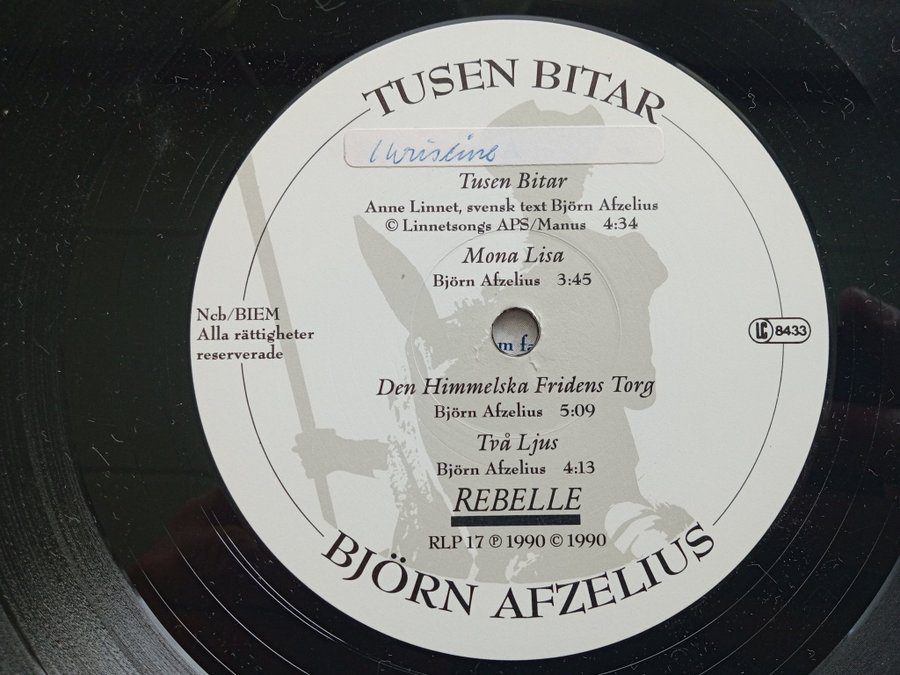 TUSEN BITAR
Christine
Tusen Bitar
Anne Linnet, svensk text Björn Afzelius
© Linnetsongs APS/Manus 4:34
Mona Lisa
Björn Afzelius 3:45
Ncb/BIEM
Alla rättigheter
reserverade
LC 8433
m fa
Den Himmelska Fridens Torg
Björn Afzelius 5:09
Två Ljus
Björn Afzelius 4:13
REBELLE
RLP 17 ℗ 1990 © 1990
BJÖRN AFZELIUS